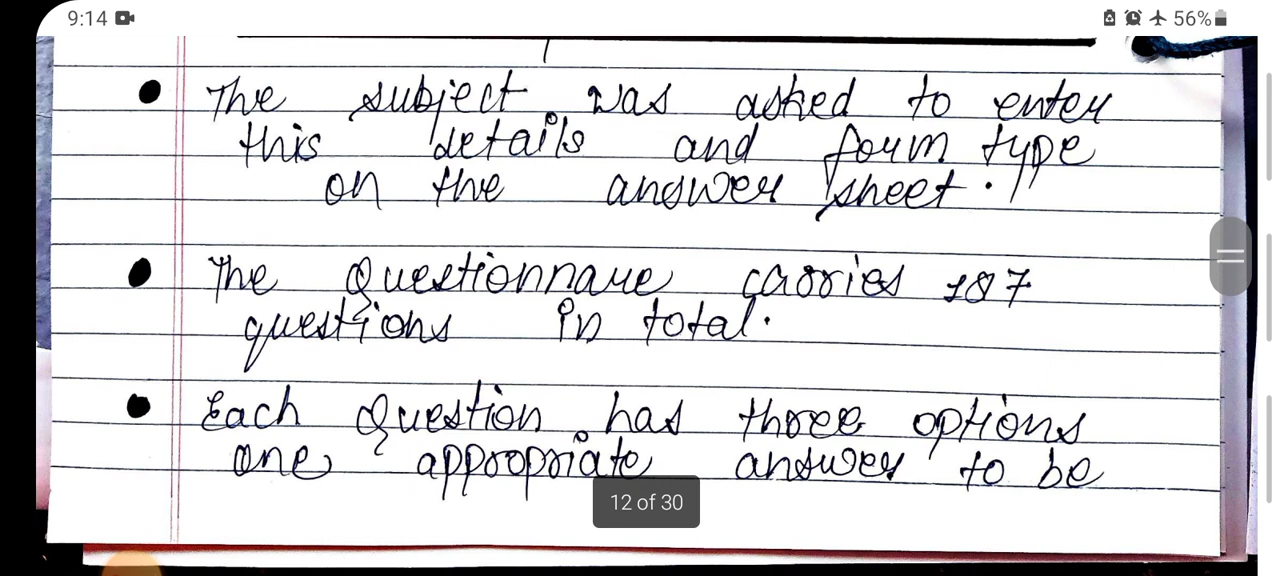 9:14 56%
• The subject was asked to enter
this details and form type
on the answer sheet.
• The Questionnaue carries 187
questions in total.
• Each Question has three options
one appropriate answer to be
12 of 30